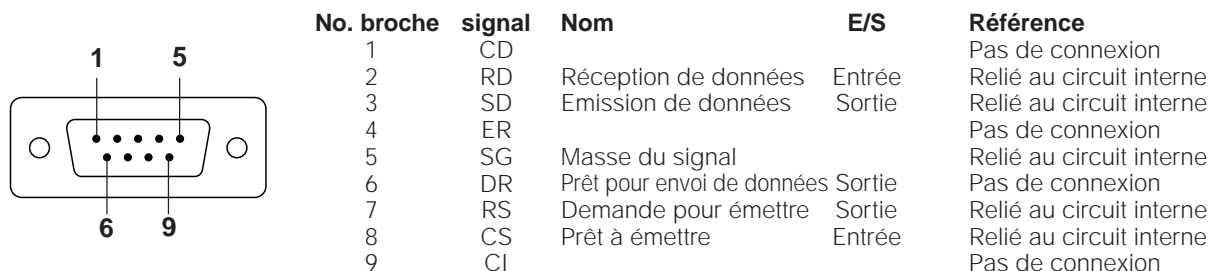 1 5
6 9
No. broche signal Nom E/S Référence
1 CD Pas de connexion
2 RD Réception de données Entrée Relié au circuit interne
3 SD Emission de données Sortie Relié au circuit interne
4 ER Pas de connexion
5 SG Masse du signal Relié au circuit interne
6 DR Prêt pour envoi de données Sortie Pas de connexion
7 RS Demande pour émettre Sortie Relié au circuit interne
8 CS Prêt à émettre Entrée Relié au circuit interne
9 CI Pas de connexion